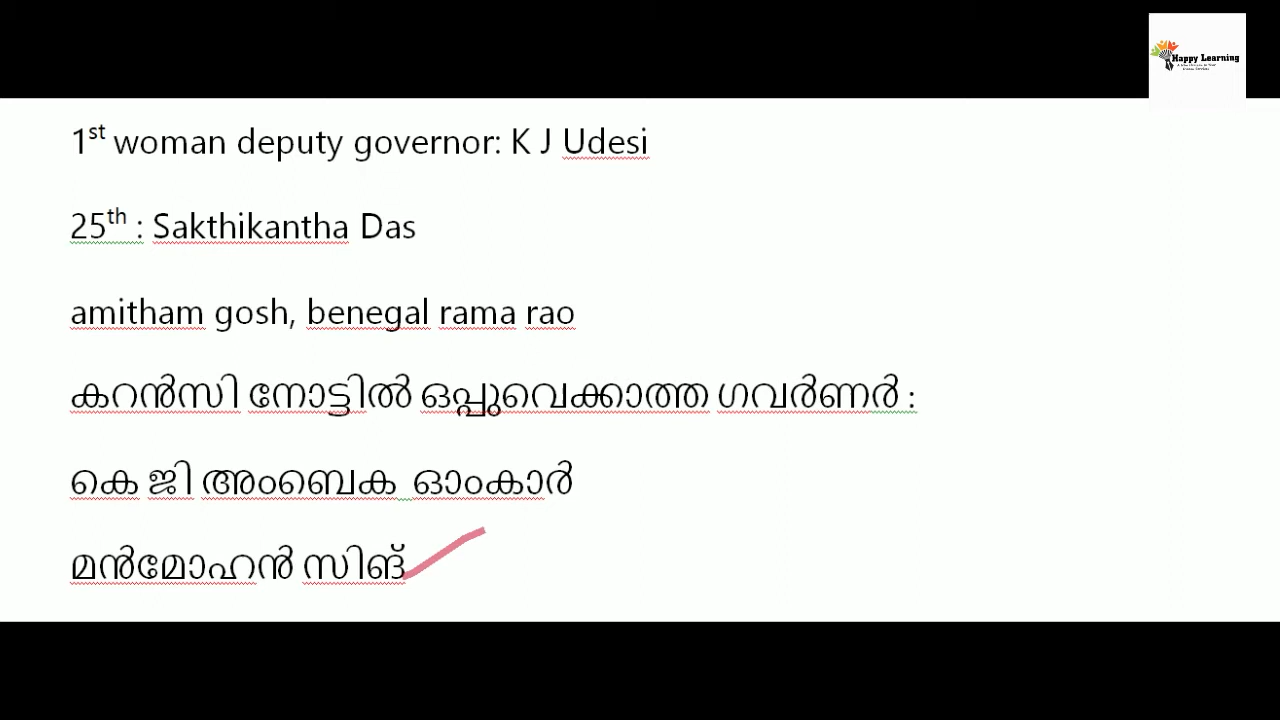 Happy Learning
1st woman deputy governor: K J Udesi
25th : Sakthikantha Das
amitham gosh, benegal rama rao
കറൻസി നോട്ടിൽ ഒപ്പുവെക്കാത്ത ഗവർണർ :
കെ ജി അംബെക ഓംകാർ
മൻമോഹൻ സിങ്